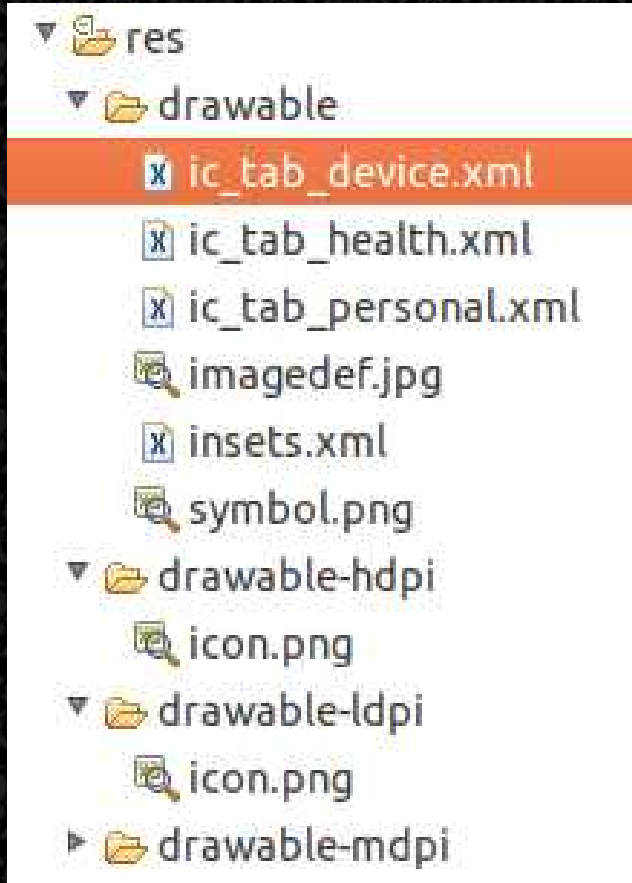 res
drawable
ic_tab_device.xml
ic_tab_health.xml
ic_tab_personal.xml
imagedef.jpg
insets.xml
symbol.png
drawable-hdpi
icon.png
drawable-ldpi
icon.png
drawable-mdpi